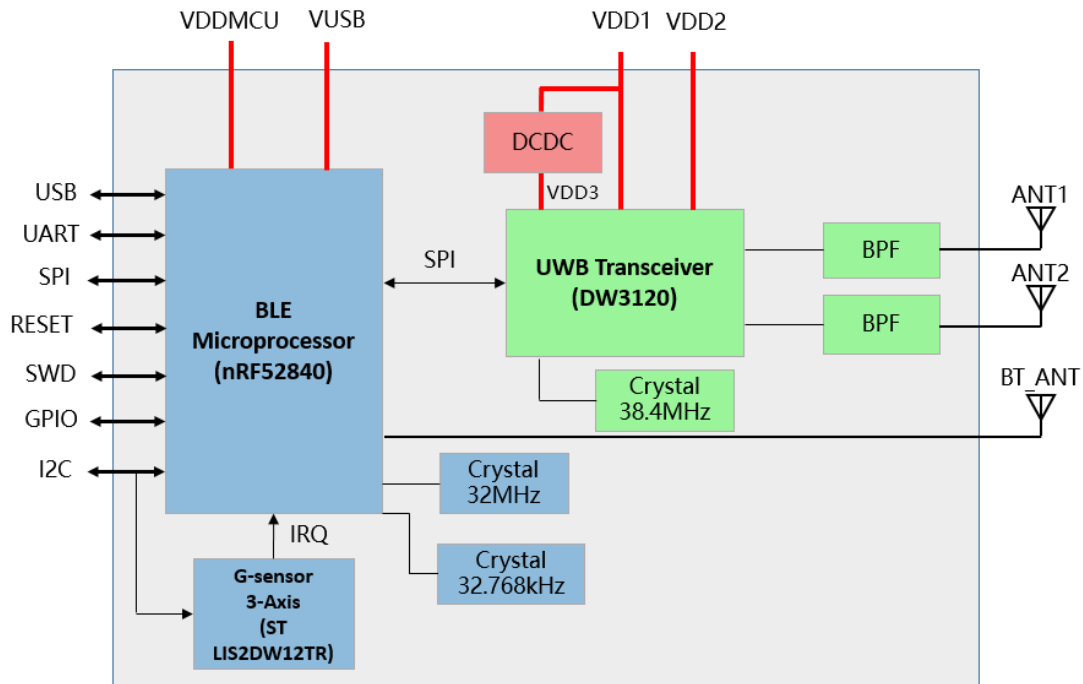 VDDMCU
VUSB
VDD1
VDD2
DCDC
VDD3
ANT1
USB
UART
SPI
RESET
SWD
GPIO
I2C
BLE
Microprocessor
(nRF52840)
SPI
UWB Transceiver
(DW3120)
BPF
ANT2
BPF
BT_ANT
Crystal
38.4MHz
Crystal
32MHz
Crystal
32.768kHz
IRQ
G-sensor
3-Axis
(ST
LIS2DW12TR)